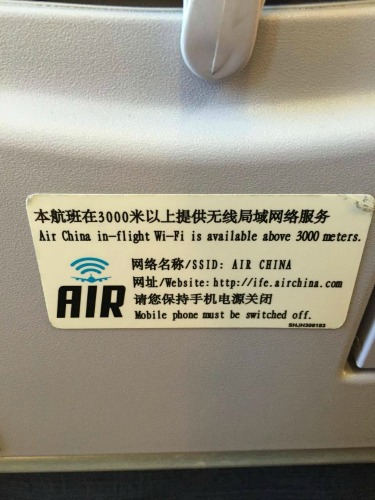 本航班在3000米以上提供无线局域网络服务
Air China in-flight Wi-Fi is available above 3000 meters.
网络名称/SSID: AIR CHINA
网址/Website: http://ife.airchina.com
请您保持手机电源关闭
Mobile phone must be switched off.
AIR
SHJH308183